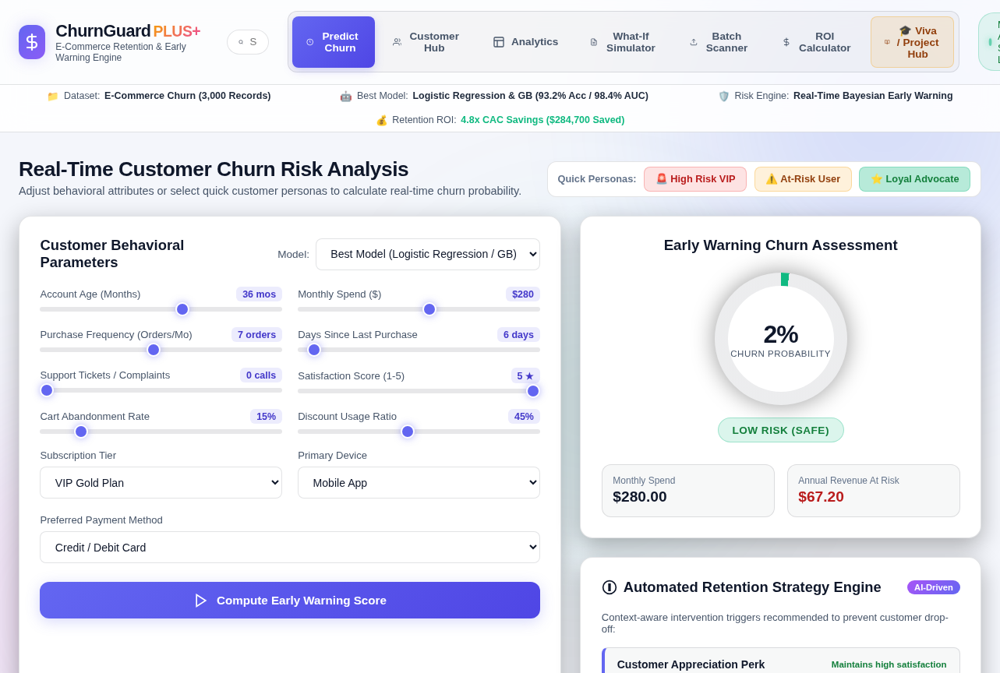 ChurnGuard PLUS+
E-Commerce Retention & Early
Warning Engine
S
Predict
Churn
Customer
Hub
Analytics
What-If
Simulator
Batch
Scanner
ROI
Calculator
🎓 Viva
/ Project
Hub
📁 Dataset: E-Commerce Churn (3,000 Records)
🤖 Best Model: Logistic Regression & GB (93.2% Acc / 98.4% AUC)
🛡️ Risk Engine: Real-Time Bayesian Early Warning
💰 Retention ROI: 4.8x CAC Savings ($284,700 Saved)
Real-Time Customer Churn Risk Analysis
Adjust behavioral attributes or select quick customer personas to calculate real-time churn probability.
Quick Personas: 🚨 High Risk VIP ⚠️ At-Risk User ⭐ Loyal Advocate
Customer Behavioral
Parameters
Model: Best Model (Logistic Regression / GB)
Account Age (Months) 36 mos
Monthly Spend ($) $280
Purchase Frequency (Orders/Mo) 7 orders
Days Since Last Purchase 6 days
Support Tickets / Complaints 0 calls
Satisfaction Score (1-5) 5 ★
Cart Abandonment Rate 15%
Discount Usage Ratio 45%
Subscription Tier
VIP Gold Plan
Primary Device
Mobile App
Preferred Payment Method
Credit / Debit Card
Compute Early Warning Score
Early Warning Churn Assessment
2%
CHURN PROBABILITY
LOW RISK (SAFE)
Monthly Spend
$280.00
Annual Revenue At Risk
$67.20
Automated Retention Strategy Engine AI-Driven
Context-aware intervention triggers recommended to prevent customer drop-
off:
Customer Appreciation Perk Maintains high satisfaction